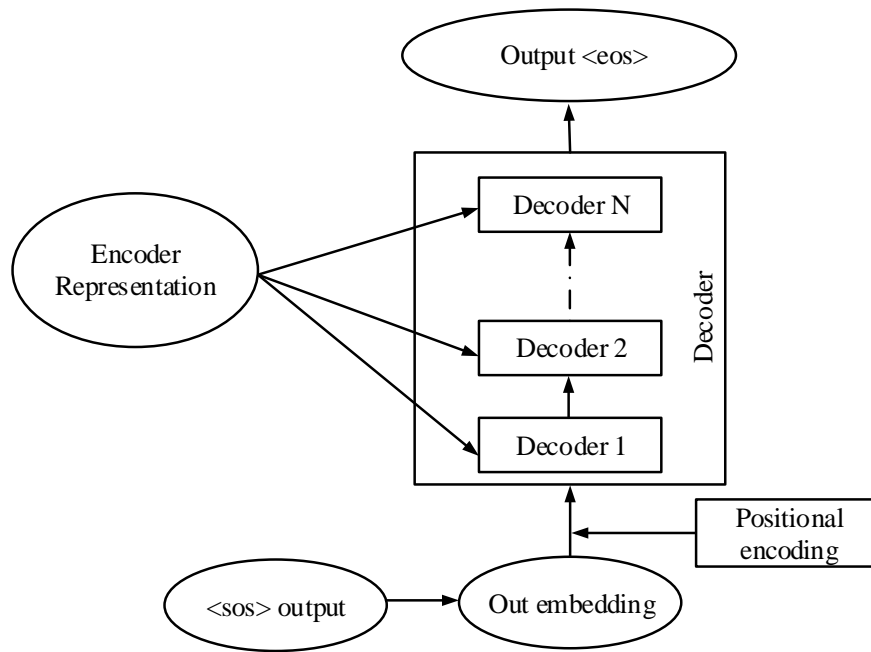 Output <eos>
Decoder N
Encoder
Representation
Decoder
Decoder 2
Decoder 1
Positional
encoding
<sos> output
Out embedding